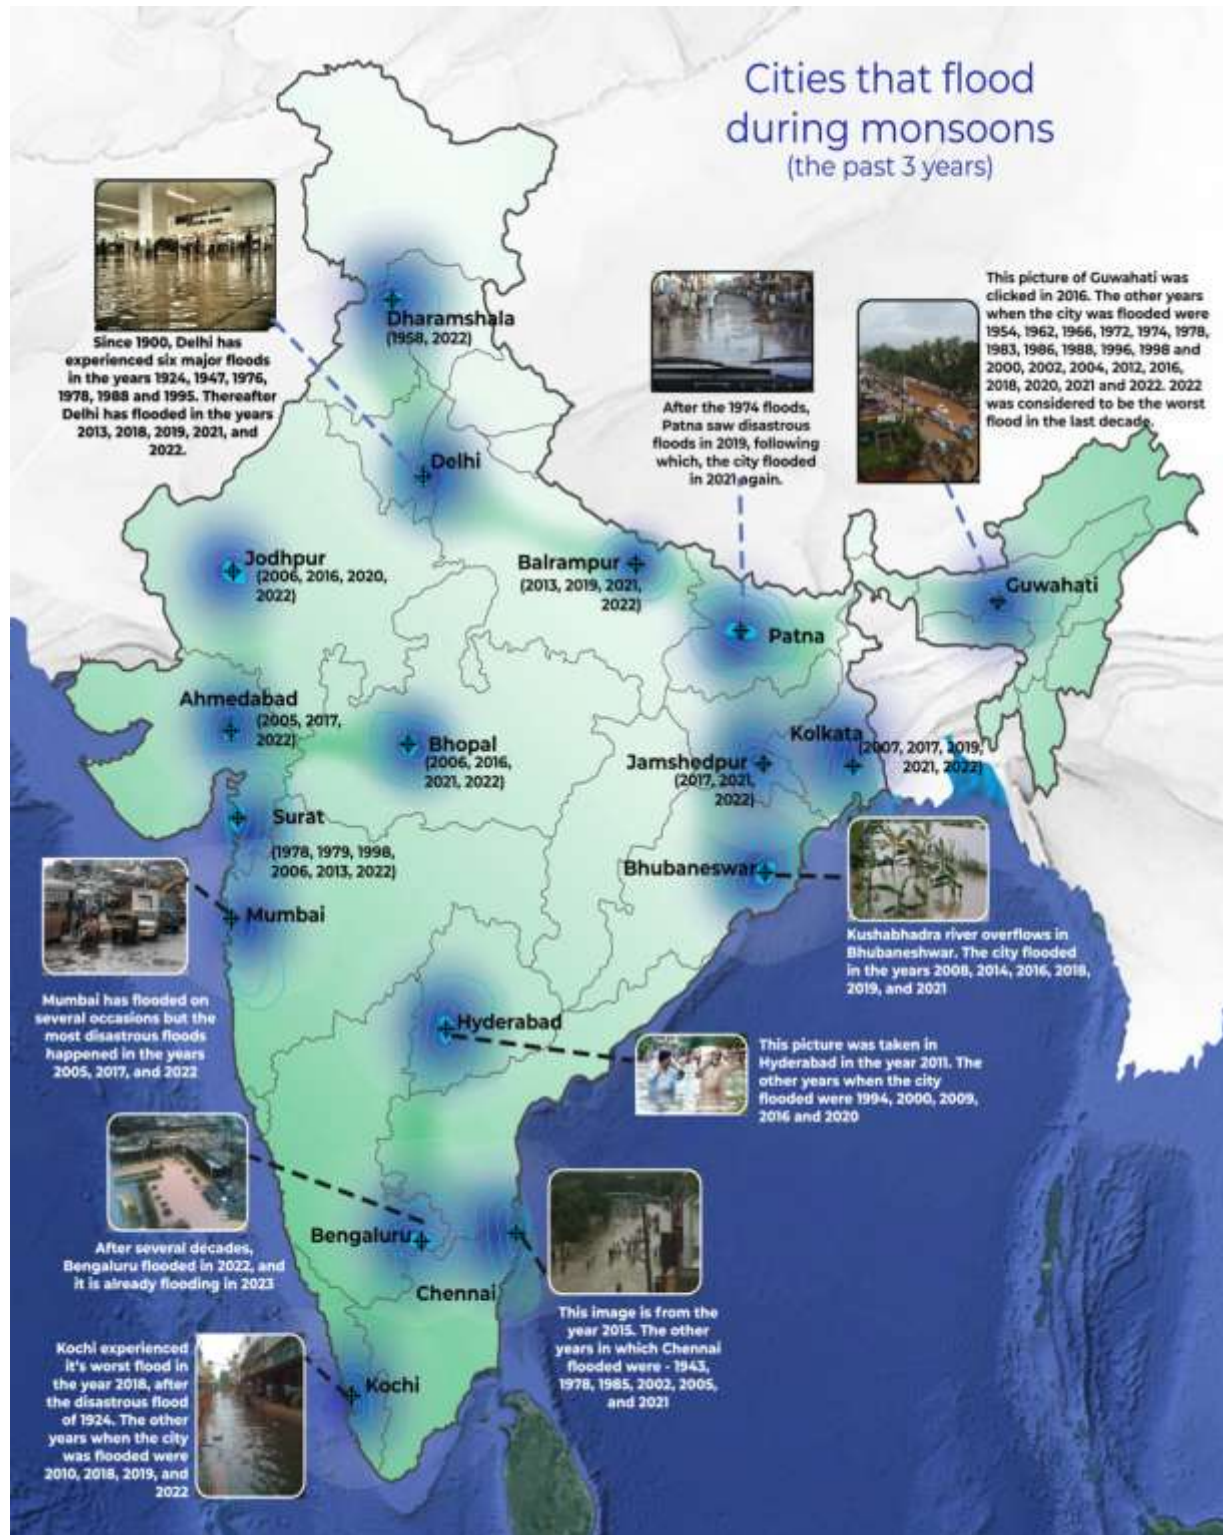 Cities that flood
during monsoons
(the past 3 years)
This picture of Guwahati was
clicked in 2016. The other years
when the city was flooded were
1954, 1962, 1966, 1972, 1974, 1978,
1983, 1986, 1988, 1996, 1998 and
2000, 2002, 2004, 2012, 2016,
2018, 2020, 2021 and 2022. 2022
was considered to be the worst
flood in the last decade.
Dharamshala
(1958, 2022)
Since 1900, Delhi has
experienced six major floods
in the years 1924, 1947, 1976,
1978, 1988 and 1995. Thereafter
Delhi has flooded in the years
2013, 2018, 2019, 2021, and
2022.
After the 1974 floods,
Patna saw disastrous
floods in 2019, following
which, the city flooded
in 2021 again.
Delhi
Jodhpur
(2006, 2016, 2020,
2022)
Balrampur
(2013, 2019, 2021,
2022)
Guwahati
Patna
Ahmedabad
(2005, 2017,
2022)
Bhopal
(2006, 2016,
2021, 2022)
Kolkata
(2007, 2017, 2019,
2021, 2022)
Jamshedpur
(2017, 2021,
2022)
Surat
(1978, 1979, 1998,
2006, 2013, 2022)
Bhubaneswar
Mumbai
Kushabhadra river overflows in
Bhubaneshwar. The city flooded
in the years 2008, 2014, 2016, 2018,
2019, and 2021
Mumbai has flooded on
several occasions but the
most disastrous floods
happened in the years
2005, 2017, and 2022
Hyderabad
This picture was taken in
Hyderabad in the year 2011. The
other years when the city
flooded were 1994, 2000, 2009,
2016 and 2020
Bengaluru
After several decades,
Bengaluru flooded in 2022, and
it is already flooding in 2023
Chennai
This image is from the
year 2015. The other
years in which Chennai
flooded were - 1943,
1978, 1985, 2002, 2005,
and 2021
Kochi experienced
it's worst flood in
the year 2018, after
the disastrous flood
of 1924. The other
years when the city
was flooded were
2010, 2018, 2019, and
2022
Kochi